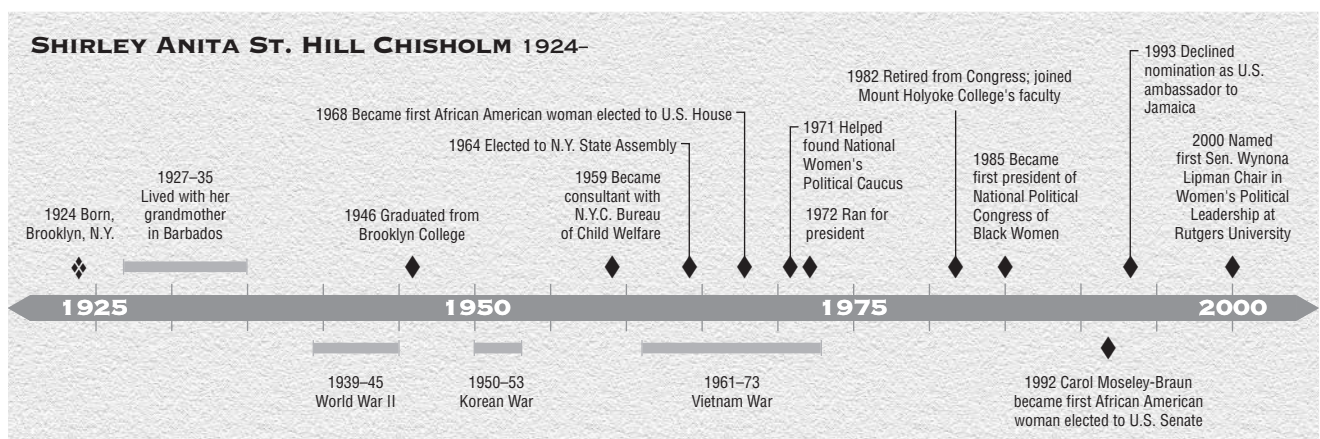 SHIRLEY ANITA ST. HILL CHISHOLM 1924–
1924 Born,
Brooklyn, N.Y.
1927–35
Lived with her
grandmother
in Barbados
1946 Graduated from
Brooklyn College
1959 Became
consultant with
N.Y.C. Bureau
of Child Welfare
1964 Elected to N.Y. State Assembly
1968 Became first African American woman elected to U.S. House
1971 Helped
found National
Women's
Political Caucus
1972 Ran for
president
1982 Retired from Congress; joined
Mount Holyoke College's faculty
1985 Became
first president of
National Political
Congress of
Black Women
1993 Declined
nomination as U.S.
ambassador to
Jamaica
2000 Named
first Sen. Wynona
Lipman Chair in
Women's Political
Leadership at
Rutgers University
1925
1950
1975
2000
1939–45
World War II
1950–53
Korean War
1961–73
Vietnam War
1992 Carol Moseley-Braun
became first African American
woman elected to U.S. Senate